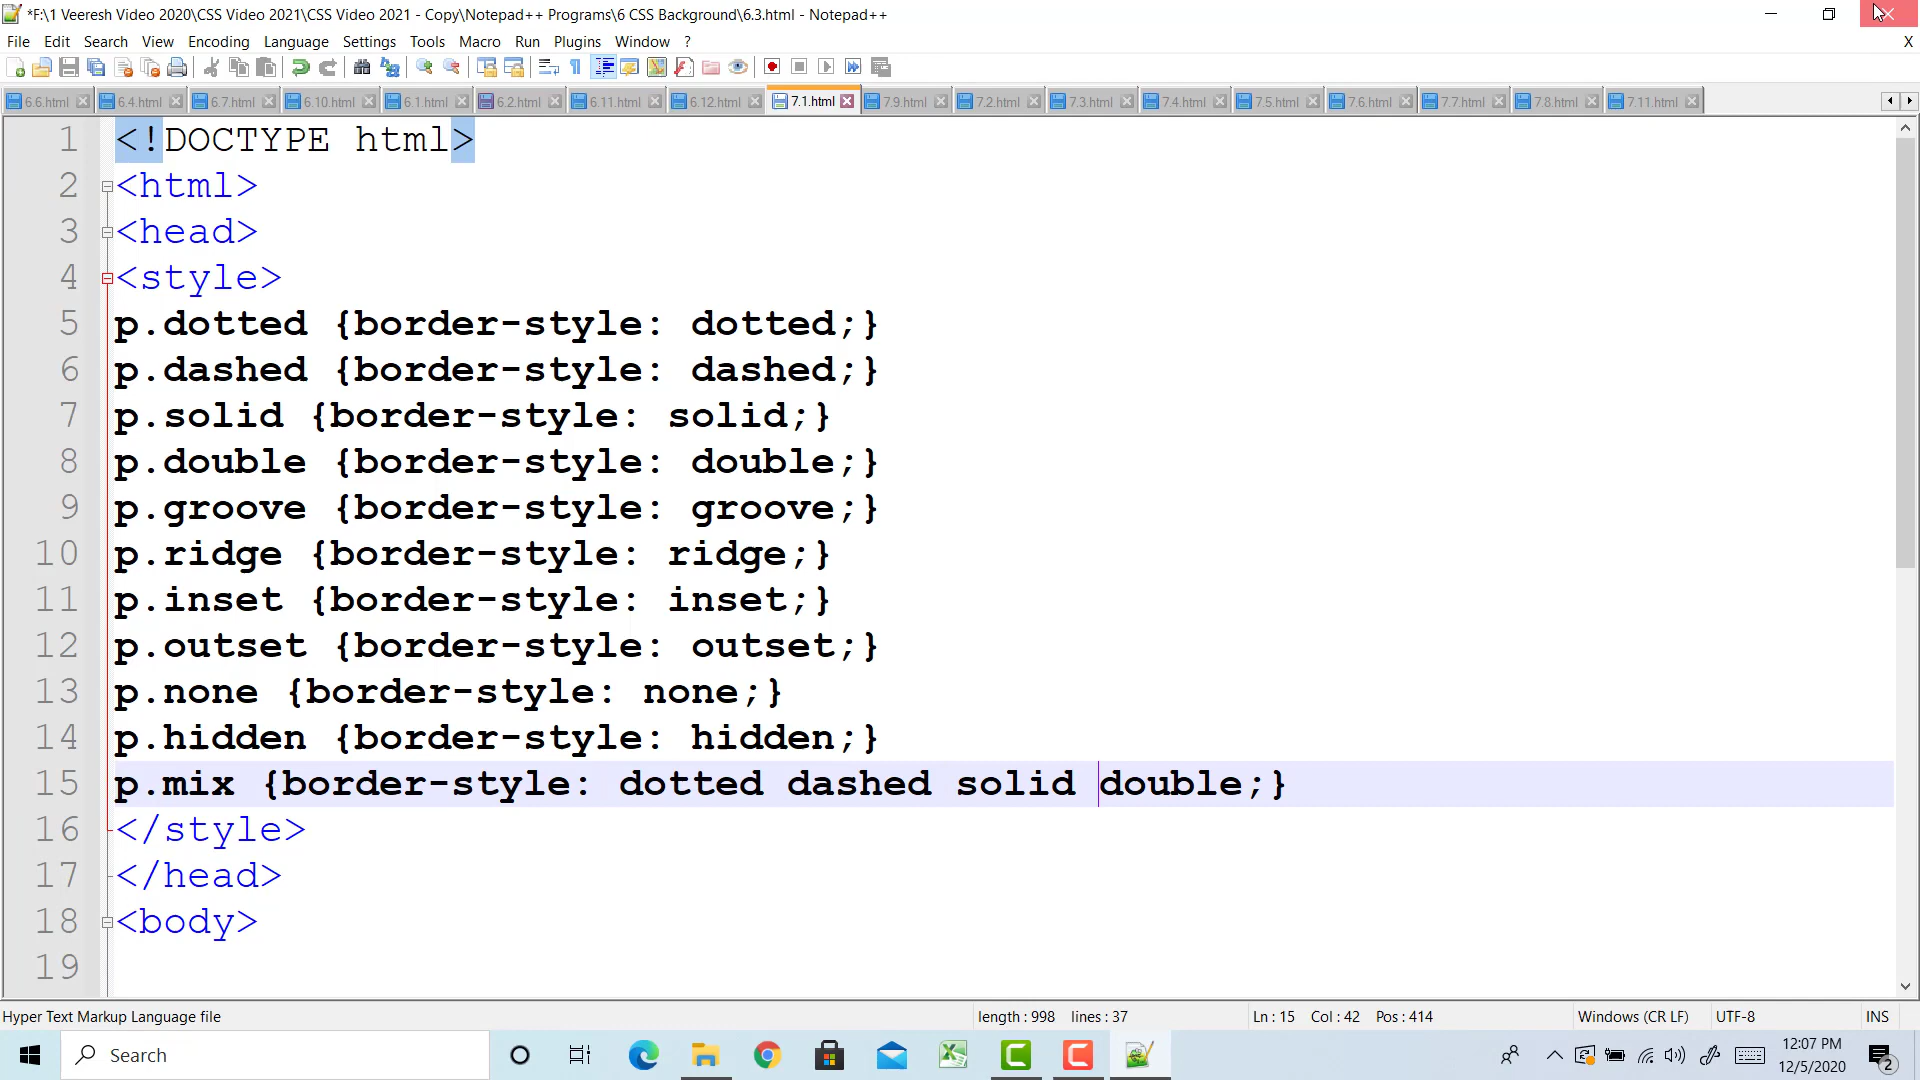 *F:\1 Veeresh Video 2020\CSS Video 2021\CSS Video 2021 - Copy\Notepad++ Programs\6 CSS Background\6.3.html - Notepad++
File Edit Search View Encoding Language Settings Tools Macro Run Plugins Window ? X
6.6.html 6.4.html 6.7.html 6.10.html 6.1.html 6.2.html 6.11.html 6.12.html 7.1.html 7.9.html 7.2.html 7.3.html 7.4.html 7.5.html 7.6.html 7.7.html 7.8.html 7.11.html
1 <!DOCTYPE html>
2 <html>
3 <head>
4 <style>
5 p.dotted {border-style: dotted;}
6 p.dashed {border-style: dashed;}
7 p.solid {border-style: solid;}
8 p.double {border-style: double;}
9 p.groove {border-style: groove;}
10 p.ridge {border-style: ridge;}
11 p.inset {border-style: inset;}
12 p.outset {border-style: outset;}
13 p.none {border-style: none;}
14 p.hidden {border-style: hidden;}
15 p.mix {border-style: dotted dashed solid double;}
16 </style>
17 </head>
18 <body>
19
Hyper Text Markup Language file length : 998 lines : 37 Ln : 15 Col : 42 Pos : 414 Windows (CR LF) UTF-8 INS
Search
12:07 PM
12/5/2020
2